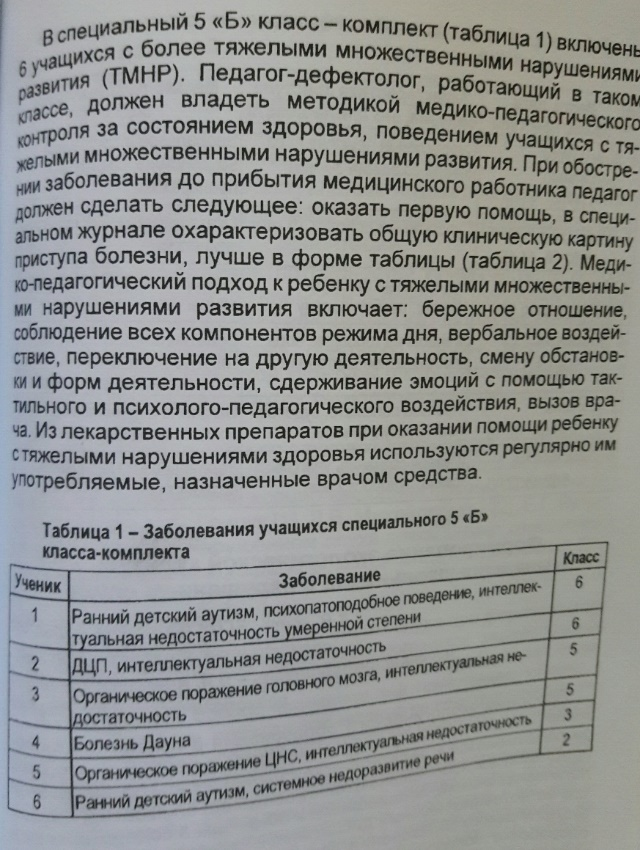 В специальный 5 «Б» класс – комплект (таблица 1) включены
6 учащихся с более тяжелыми множественными нарушениями
развития (ТМНР). Педагог-дефектолог, работающий в таком
классе, должен владеть методикой медико-педагогического
контроля за состоянием здоровья, поведением учащихся с тя-
желыми множественными нарушениями развития. При обостре-
нии заболевания до прибытия медицинского работника педагог
должен сделать следующее: оказать первую помощь, в специ-
альном журнале охарактеризовать общую клиническую картину
приступа болезни, лучше в форме таблицы (таблица 2). Меди-
ко-педагогический подход к ребенку с тяжелыми множественны-
ми нарушениями развития включает: бережное отношение,
соблюдение всех компонентов режима дня, вербальное воздей-
ствие, переключение на другую деятельность, смену обстанов-
ки и форм деятельности, сдерживание эмоций с помощью так-
тильного и психолого-педагогического воздействия, вызов вра-
ча. Из лекарственных препаратов при оказании помощи ребенку
с тяжелыми нарушениями здоровья используются регулярно им
употребляемые, назначенные врачом средства.
Таблица 1 – Заболевания учащихся специального 5 «Б»
класса-комплекта
Ученик Заболевание Класс
1 Ранний детский аутизм, психопатоподобное поведение, интеллек- 6
туальная недостаточность умеренной степени
2 ДЦП, интеллектуальная недостаточность 6
3 Органическое поражение головного мозга, интеллектуальная не- 5
достаточность
4 Болезнь Дауна 5
5 Органическое поражение ЦНС, интеллектуальная недостаточность 3
6 Ранний детский аутизм, системное недоразвитие речи 2